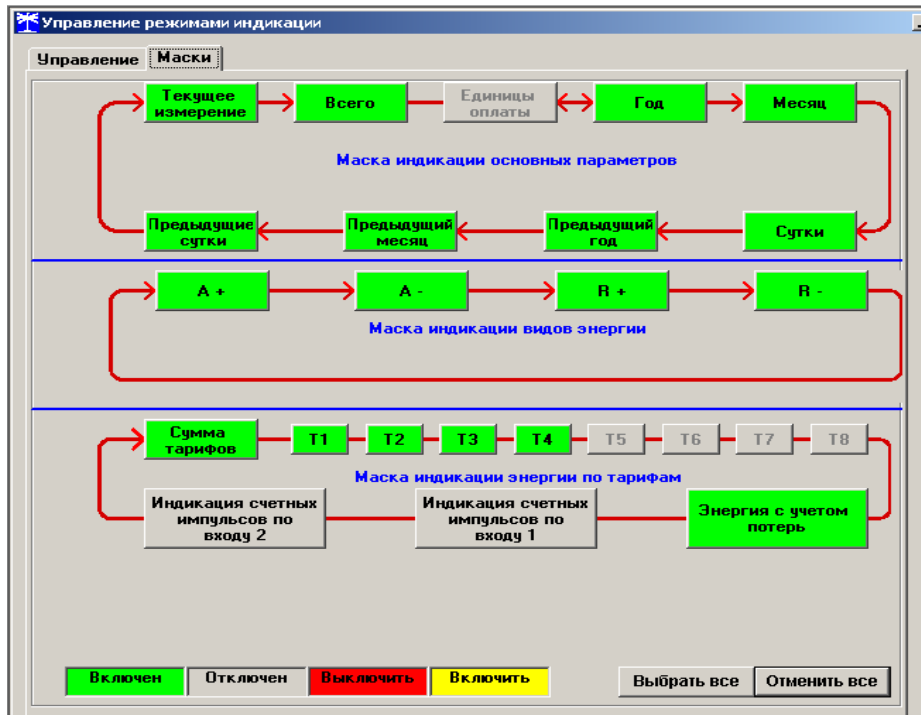 Управление режимами индикации
Управление Маски
Текущее измерение Всего Единицы оплаты Год Месяц
Маска индикации основных параметров
Предыдущие сутки Предыдущий месяц Предыдущий год Сутки
A + A - R + R -
Маска индикации видов энергии
Сумма тарифов T1 T2 T3 T4 T5 T6 T7 T8
Маска индикации энергии по тарифам
Индикация счетных импульсов по входу 2 Индикация счетных импульсов по входу 1 Энергия с учетом потерь
Включен Отключен Выключить Включить Выбрать все Отменить все